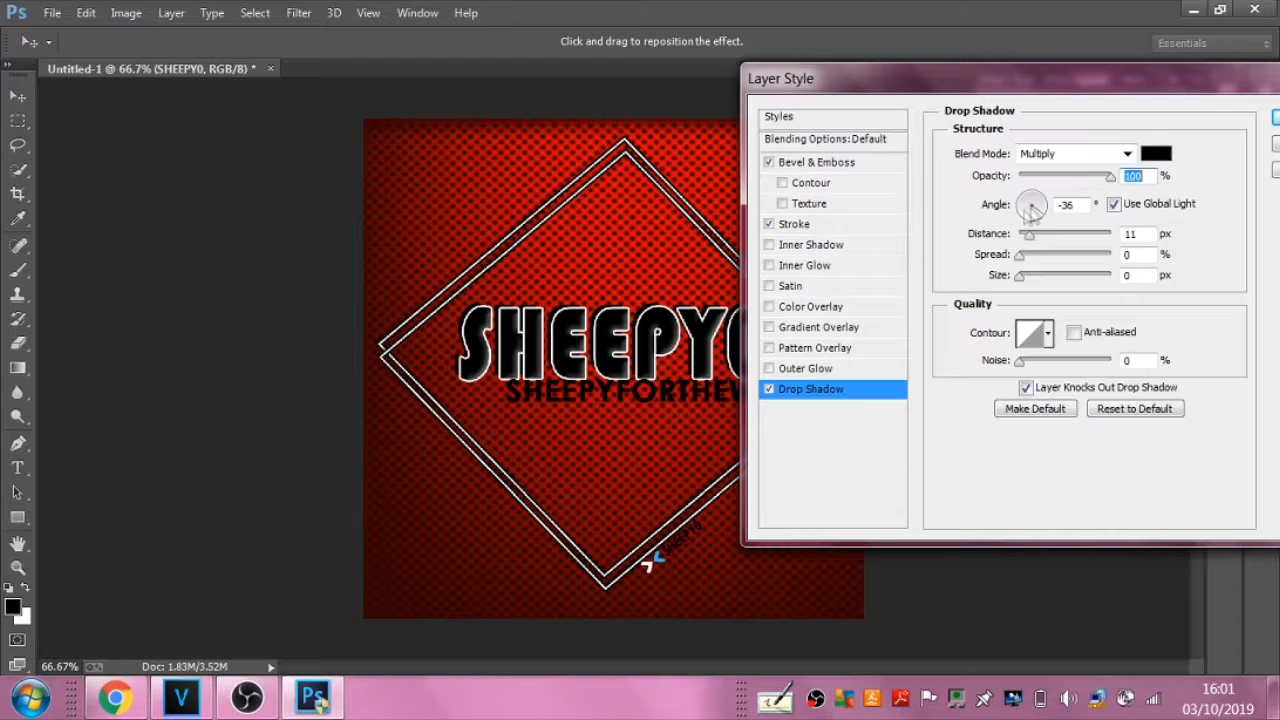 Ps File Edit Image Layer Type Select Filter 3D View Window Help
Click and drag to reposition the effect.
Essentials
Untitled-1 @ 66.7% (SHEEPY0, RGB/8) * ×
Layer Style
Styles
Blending Options: Default
Bevel & Emboss
Contour
Texture
Stroke
Inner Shadow
Inner Glow
Satin
Color Overlay
Gradient Overlay
Pattern Overlay
Outer Glow
Drop Shadow
Drop Shadow
Structure
Blend Mode: Multiply
Opacity: 100 %
Angle: -36 ° Use Global Light
Distance: 11 px
Spread: 0 %
Size: 0 px
Quality
Contour: Anti-aliased
Noise: 0 %
Layer Knocks Out Drop Shadow
Make Default Reset to Default
SHEEPY
SHEEPYFORTHEW
66.67% Doc: 1.83M/3.52M
V Ps
16:01
03/10/2019